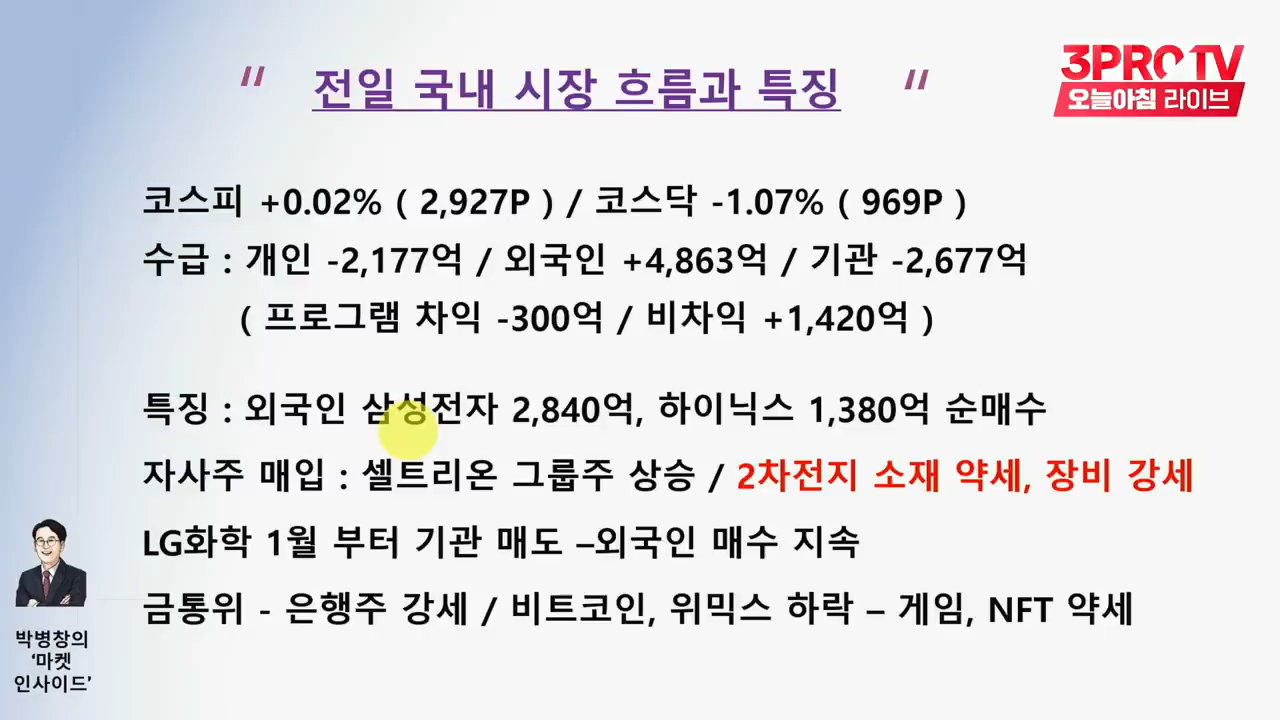 " 전일 국내 시장 흐름과 특징 "
3PRO TV
오늘아침 라이브
코스피 +0.02% ( 2,927P ) / 코스닥 -1.07% ( 969P )
수급 : 개인 -2,177억 / 외국인 +4,863억 / 기관 -2,677억
( 프로그램 차익 -300억 / 비차익 +1,420억 )
특징 : 외국인 삼성전자 2,840억, 하이닉스 1,380억 순매수
자사주 매입 : 셀트리온 그룹주 상승 / 2차전지 소재 약세, 장비 강세
LG화학 1월 부터 기관 매도 –외국인 매수 지속
금통위 - 은행주 강세 / 비트코인, 위믹스 하락 – 게임, NFT 약세
박병창의
‘마켓
인사이드’